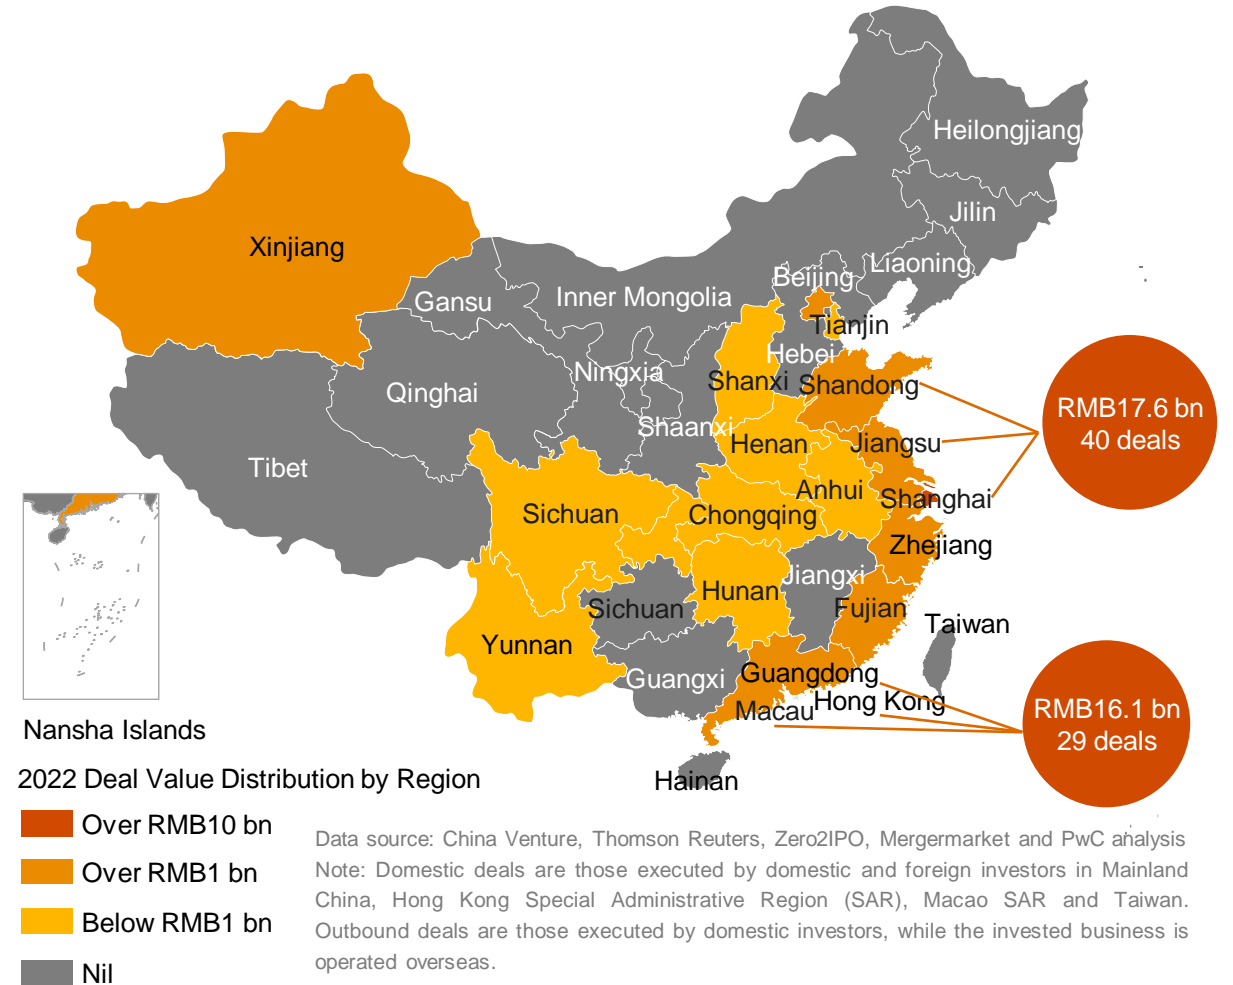 Heilongjiang
Jilin
Xinjiang
Liaoning
Beijing
Inner Mongolia
Gansu
Tianjin
Hebei
Ningxia
Shanxi
Shandong
Qinghai
RMB17.6 bn
40 deals
Shaanxi
Henan
Jiangsu
Tibet
Anhui
Shanghai
Sichuan
Chongqing
Zhejiang
Jiangxi
Hunan
Sichuan
Fujian
Taiwan
Yunnan
Guangdong
Guangxi
Hong Kong
Macau
RMB16.1 bn
29 deals
Nansha Islands
Hainan
2022 Deal Value Distribution by Region
Over RMB10 bn
Over RMB1 bn
Below RMB1 bn
Nil
Data source: China Venture, Thomson Reuters, Zero2IPO, Mergermarket and PwC analysis
Note: Domestic deals are those executed by domestic and foreign investors in Mainland
China, Hong Kong Special Administrative Region (SAR), Macao SAR and Taiwan.
Outbound deals are those executed by domestic investors, while the invested business is
operated overseas.